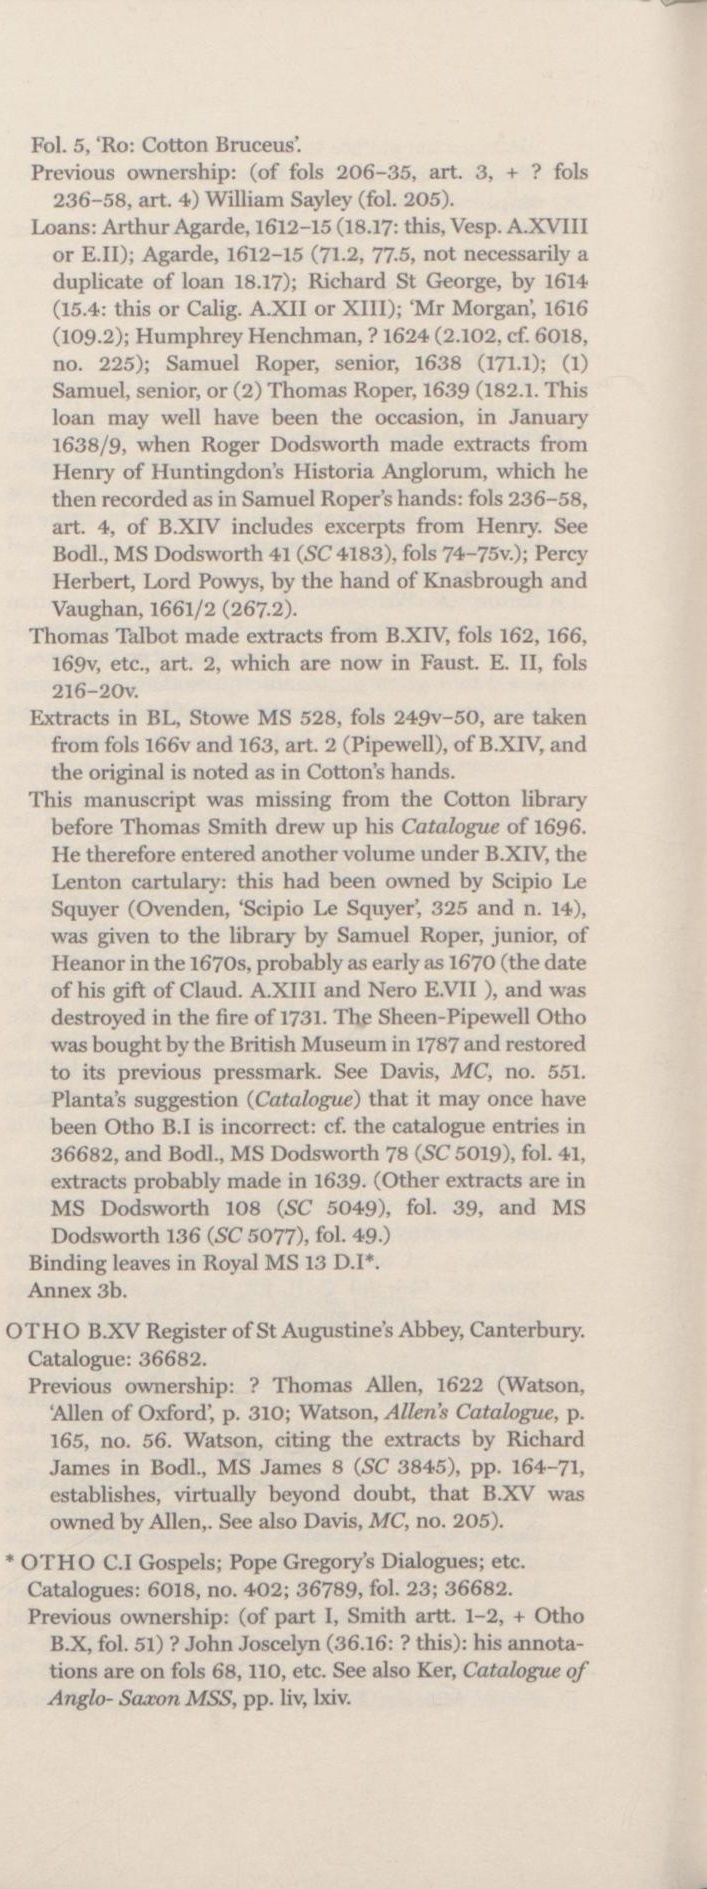 Fol. 5, ‘Ro: Cotton Bruceus’.
Previous ownership: (of fols 206–35, art. 3, + ? fols
236–58, art. 4) William Sayley (fol. 205).
Loans: Arthur Agarde, 1612–15 (18.17: this, Vesp. A.XVIII
or E.II); Agarde, 1612–15 (71.2, 77.5, not necessarily a
duplicate of loan 18.17); Richard St George, by 1614
(15.4: this or Calig. A.XII or XIII); ‘Mr Morgan’, 1616
(109.2); Humphrey Henchman, ? 1624 (2.102, cf. 6018,
no. 225); Samuel Roper, senior, 1638 (171.1); (1)
Samuel, senior, or (2) Thomas Roper, 1639 (182.1. This
loan may well have been the occasion, in January
1638/9, when Roger Dodsworth made extracts from
Henry of Huntingdon’s Historia Anglorum, which he
then recorded as in Samuel Roper’s hands: fols 236–58,
art. 4, of B.XIV includes excerpts from Henry. See
Bodl., MS Dodsworth 41 (SC 4183), fols 74–75v.); Percy
Herbert, Lord Powys, by the hand of Knasbrough and
Vaughan, 1661/2 (267.2).
Thomas Talbot made extracts from B.XIV, fols 162, 166,
169v, etc., art. 2, which are now in Faust. E. II, fols
216–20v.
Extracts in BL, Stowe MS 528, fols 249v–50, are taken
from fols 166v and 163, art. 2 (Pipewell), of B.XIV, and
the original is noted as in Cotton’s hands.
This manuscript was missing from the Cotton library
before Thomas Smith drew up his Catalogue of 1696.
He therefore entered another volume under B.XIV, the
Lenton cartulary: this had been owned by Scipio Le
Squyer (Ovenden, ‘Scipio Le Squyer’, 325 and n. 14),
was given to the library by Samuel Roper, junior, of
Heanor in the 1670s, probably as early as 1670 (the date
of his gift of Claud. A.XIII and Nero E.VII ), and was
destroyed in the fire of 1731. The Sheen-Pipewell Otho
was bought by the British Museum in 1787 and restored
to its previous pressmark. See Davis, MC, no. 551.
Planta’s suggestion (Catalogue) that it may once have
been Otho B.I is incorrect: cf. the catalogue entries in
36682, and Bodl., MS Dodsworth 78 (SC 5019), fol. 41,
extracts probably made in 1639. (Other extracts are in
MS Dodsworth 108 (SC 5049), fol. 39, and MS
Dodsworth 136 (SC 5077), fol. 49.)
Binding leaves in Royal MS 13 D.I*.
Annex 3b.
OTHO B.XV Register of St Augustine’s Abbey, Canterbury.
Catalogue: 36682.
Previous ownership: ? Thomas Allen, 1622 (Watson,
‘Allen of Oxford’, p. 310; Watson, Allen’s Catalogue, p.
165, no. 56. Watson, citing the extracts by Richard
James in Bodl., MS James 8 (SC 3845), pp. 164–71,
establishes, virtually beyond doubt, that B.XV was
owned by Allen,. See also Davis, MC, no. 205).
* OTHO C.I Gospels; Pope Gregory’s Dialogues; etc.
Catalogues: 6018, no. 402; 36789, fol. 23; 36682.
Previous ownership: (of part I, Smith artt. 1–2, + Otho
B.X, fol. 51) ? John Joscelyn (36.16: ? this): his annota-
tions are on fols 68, 110, etc. See also Ker, Catalogue of
Anglo- Saxon MSS, pp. liv, lxiv.